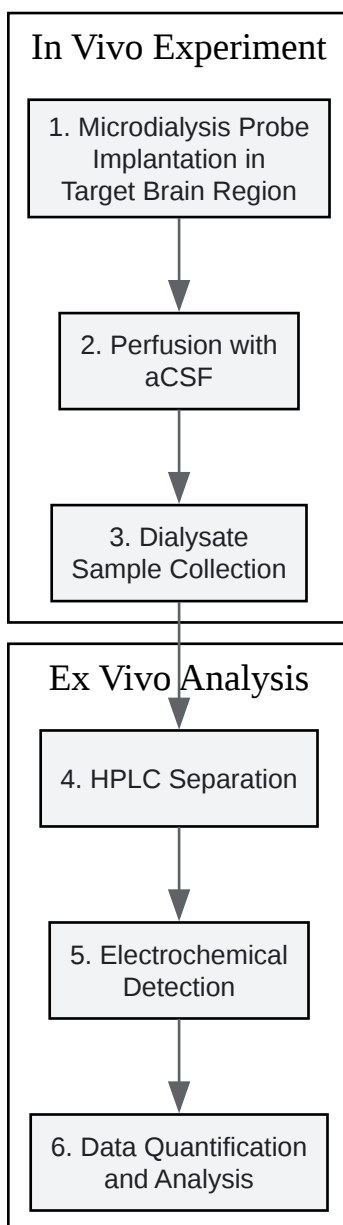 In Vivo Experiment
1. Microdialysis Probe
Implantation in
Target Brain Region
2. Perfusion with
aCSF
3. Dialysate
Sample Collection
Ex Vivo Analysis
4. HPLC Separation
5. Electrochemical
Detection
6. Data Quantification
and Analysis